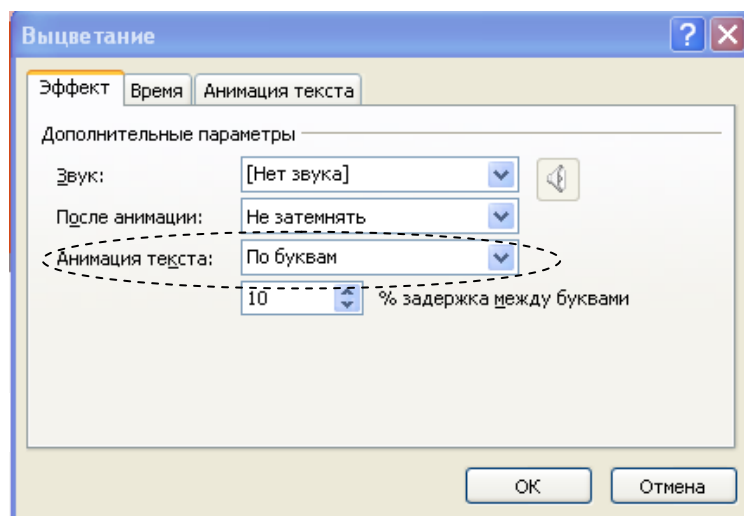 Выцветание
Эффект Время Анимация текста
Дополнительные параметры
Звук: [Нет звука]
После анимации: Не затемнять
Анимация текста: По буквам
10 % задержка между буквами
ОК Отмена